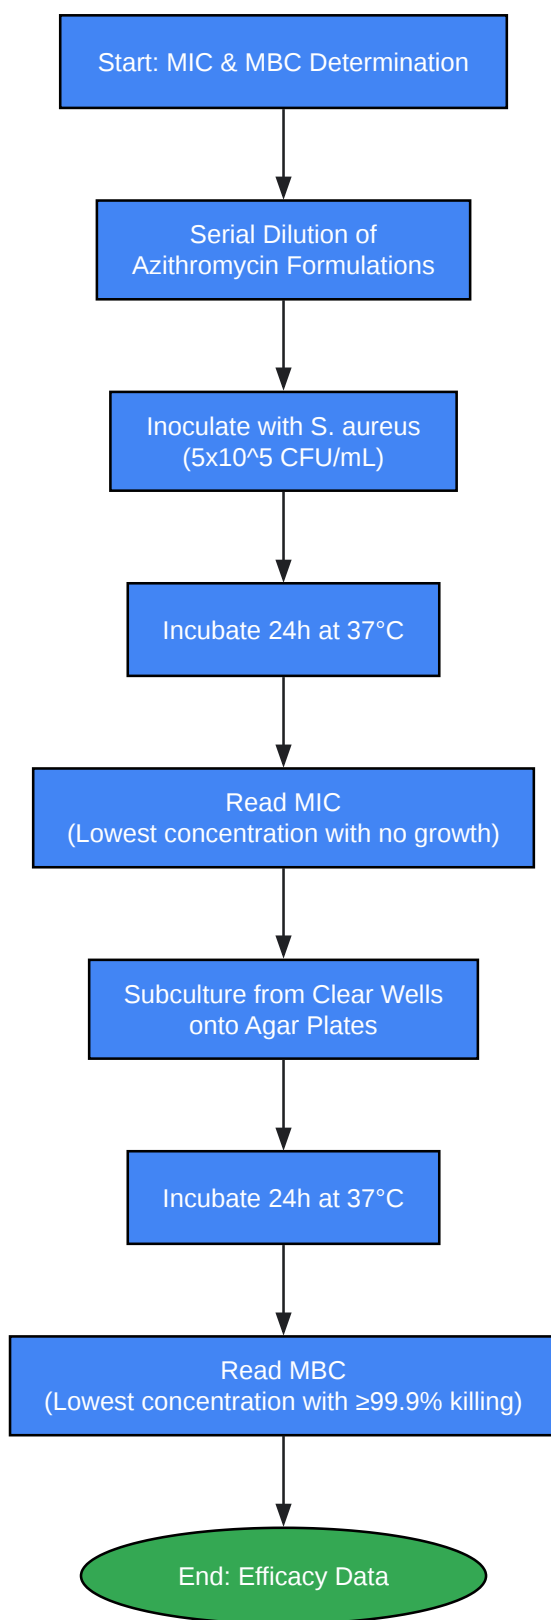 Start: MIC & MBC Determination
Serial Dilution of
Azithromycin Formulations
Inoculate with S. aureus
(5x10^5 CFU/mL)
Incubate 24h at 37°C
Read MIC
(Lowest concentration with no growth)
Subculture from Clear Wells
onto Agar Plates
Incubate 24h at 37°C
Read MBC
(Lowest concentration with ≥99.9% killing)
End: Efficacy Data